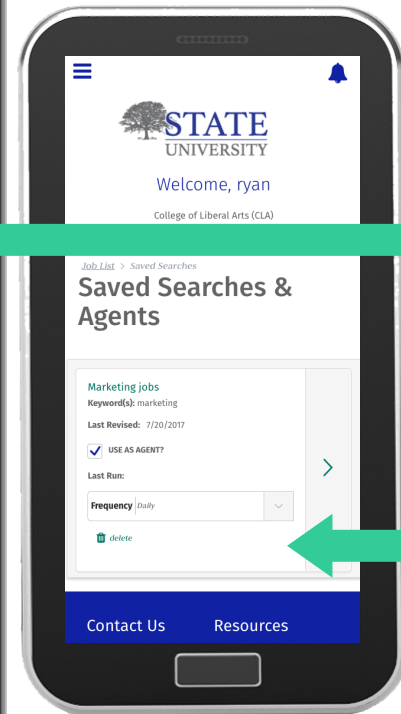 STATE
UNIVERSITY
Welcome, ryan
College of Liberal Arts (CLA)
Job List > Saved Searches
Saved Searches &
Agents
Marketing jobs
Keyword(s): marketing
Last Revised: 7/20/2017
USE AS AGENT?
Last Run:
Frequency Daily
delete
Contact Us Resources